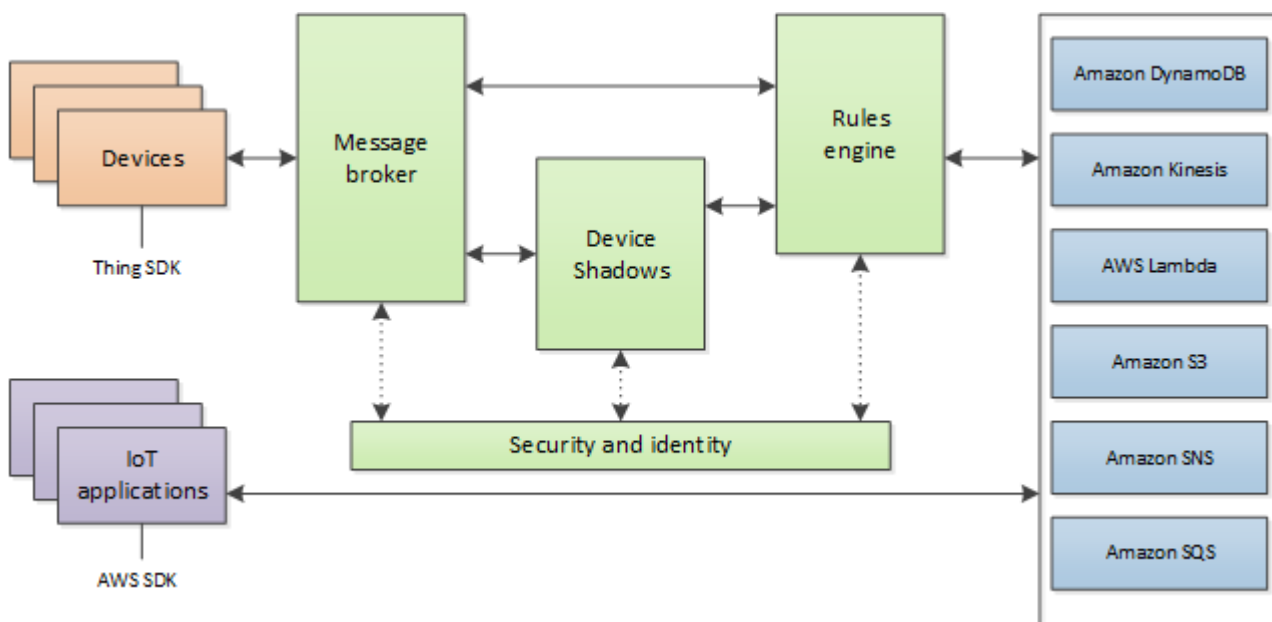 Devices
Thing SDK
IoT
applications
AWS SDK
Message
broker
Device
Shadows
Rules
engine
Security and identity
Amazon DynamoDB
Amazon Kinesis
AWS Lambda
Amazon S3
Amazon SNS
Amazon SQS